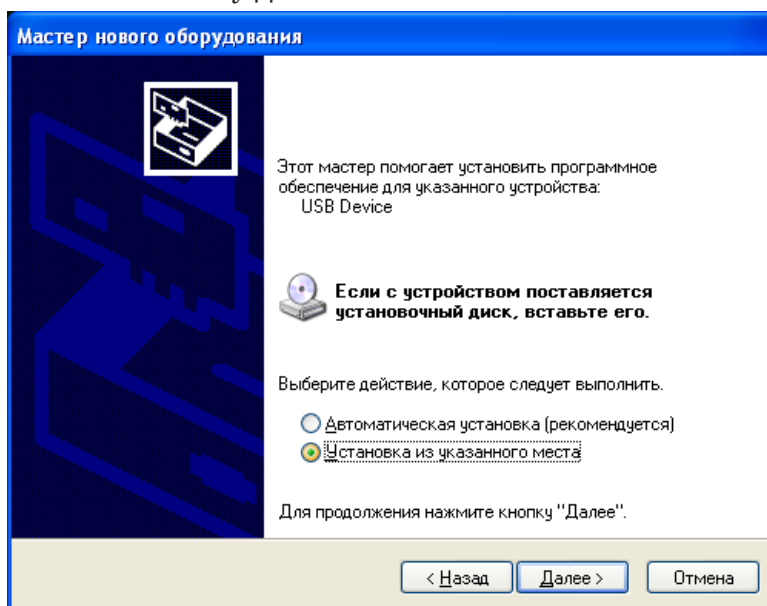 Мастер нового оборудования
Этот мастер помогает установить программное
обеспечение для указанного устройства:
USB Device
Если с устройством поставляется
установочный диск, вставьте его.
Выберите действие, которое следует выполнить.
Автоматическая установка (рекомендуется)
Установка из указанного места
Для продолжения нажмите кнопку "Далее".
< Назад
Далее >
Отмена